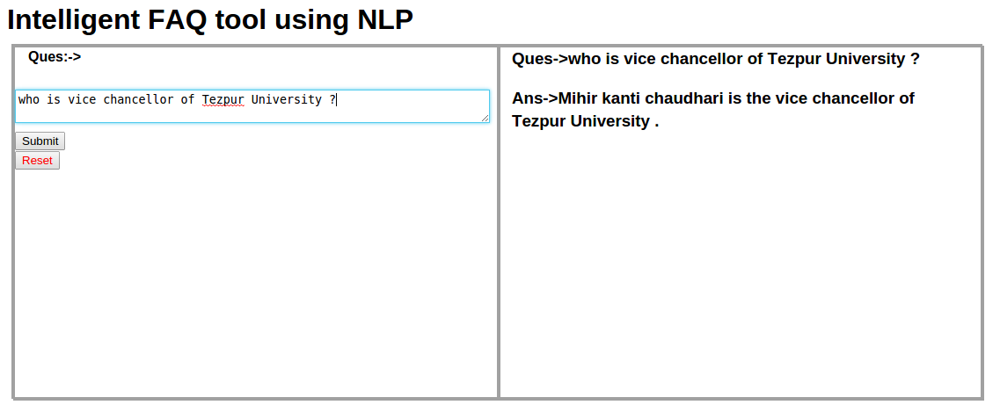 Intelligent FAQ tool using NLP
Ques:->
who is vice chancellor of Tezpur University ?
Submit
Reset
Ques->who is vice chancellor of Tezpur University ?
Ans->Mihir kanti chaudhari is the vice chancellor of
Tezpur University .